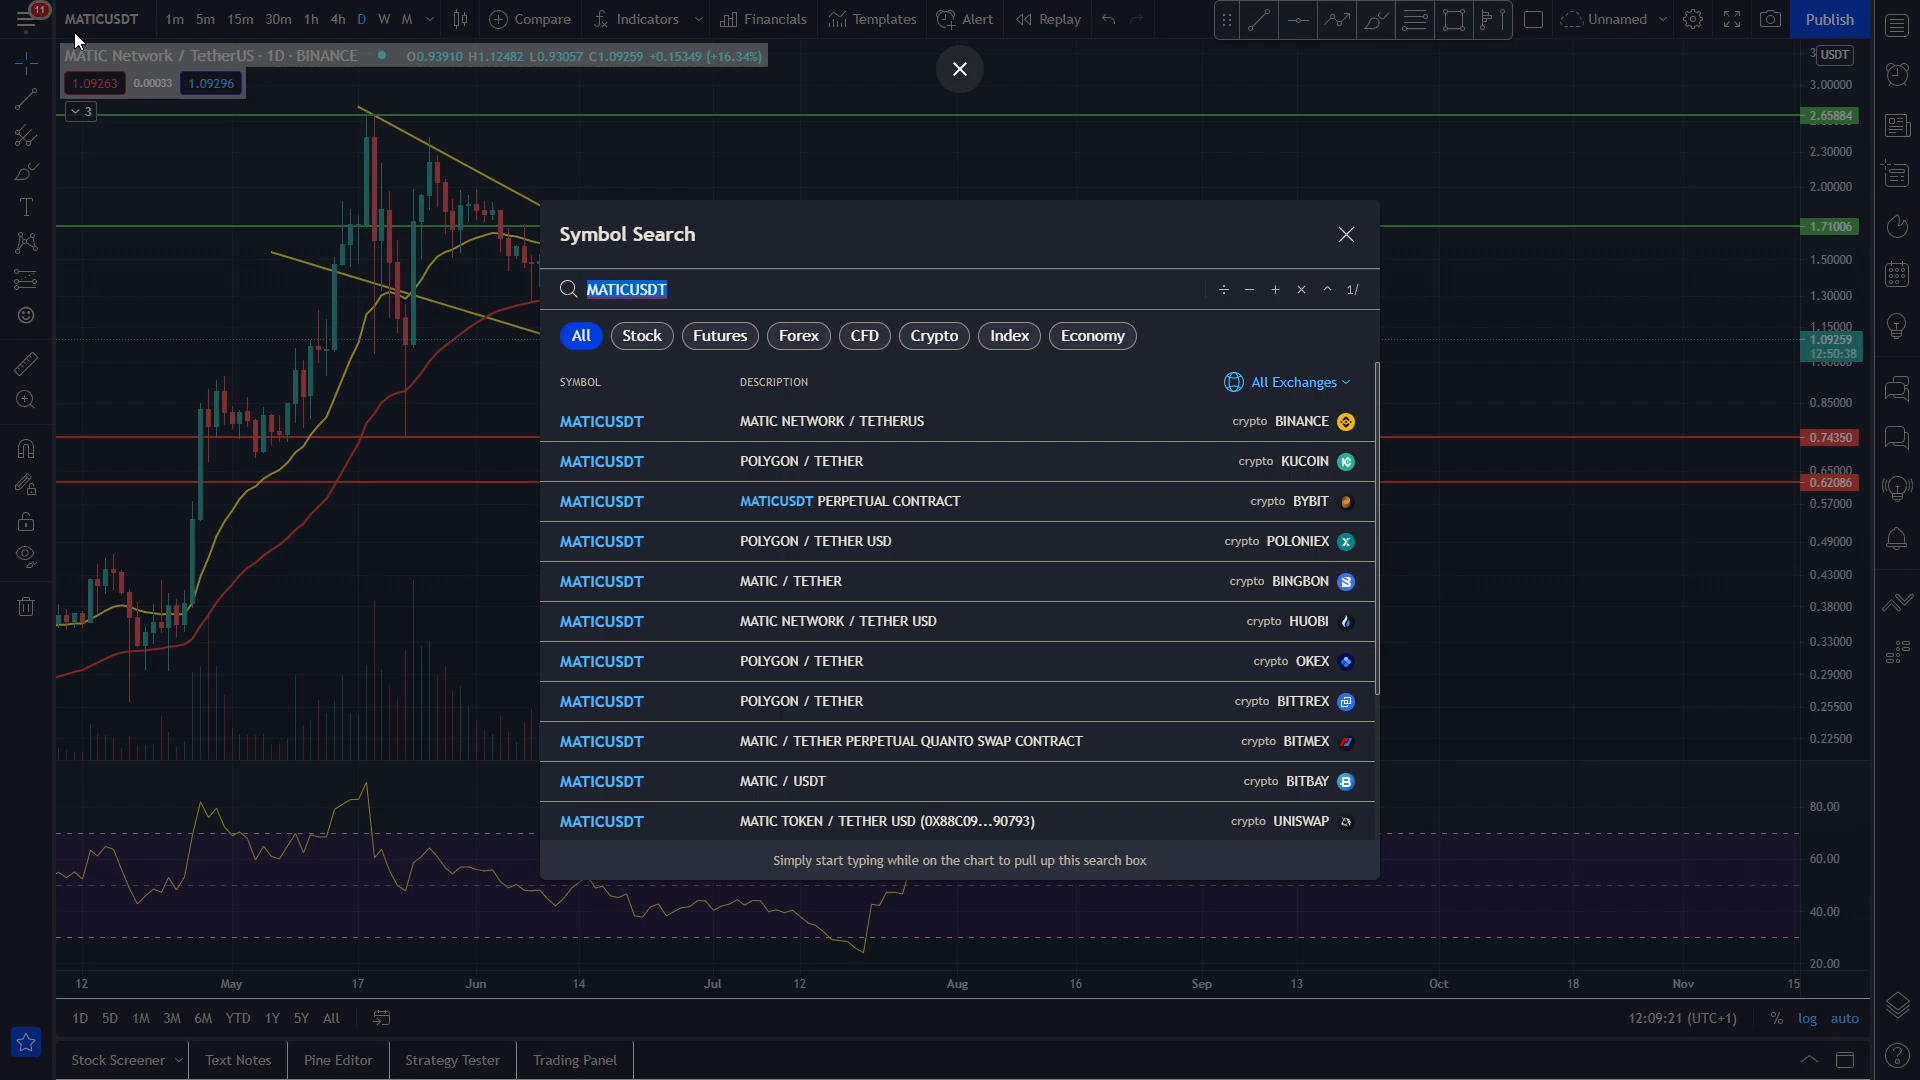 11
MATICUSDT 1m 5m 15m 30m 1h 4h D W M Compare Indicators Financials Templates Alert Replay Unnamed Publish
MATIC Network / TetherUS · 1D · BINANCE O0.93910 H1.12482 L0.93057 C1.09259 +0.15349 (+16.34%)
USDT
1.09263 0.00033 1.09296
3.00000
3
2.65884
2.30000
2.00000
1.71006
1.50000
1.30000
1.15000
1.09259
12:50:38
0.85000
0.74350
0.65000
0.62086
0.57000
0.49000
0.43000
0.38000
0.33000
0.29000
0.25500
0.22500
80.00
60.00
40.00
20.00
Symbol Search
MATICUSDT ÷ − + × ^ 1/
All Stock Futures Forex CFD Crypto Index Economy
SYMBOL DESCRIPTION All Exchanges
MATICUSDT MATIC NETWORK / TETHERUS crypto BINANCE
MATICUSDT POLYGON / TETHER crypto KUCOIN
MATICUSDT MATICUSDT PERPETUAL CONTRACT crypto BYBIT
MATICUSDT POLYGON / TETHER USD crypto POLONIEX
MATICUSDT MATIC / TETHER crypto BINGBON
MATICUSDT MATIC NETWORK / TETHER USD crypto HUOBI
MATICUSDT POLYGON / TETHER crypto OKEX
MATICUSDT POLYGON / TETHER crypto BITTREX
MATICUSDT MATIC / TETHER PERPETUAL QUANTO SWAP CONTRACT crypto BITMEX
MATICUSDT MATIC / USDT crypto BITBAY
MATICUSDT MATIC TOKEN / TETHER USD (0X88C09...90793) crypto UNISWAP
Simply start typing while on the chart to pull up this search box
12 May 17 Jun 14 Jul 12 Aug 16 Sep 13 Oct 18 Nov 15
1D 5D 1M 3M 6M YTD 1Y 5Y All 12:09:21 (UTC+1) % log auto
Stock Screener Text Notes Pine Editor Strategy Tester Trading Panel